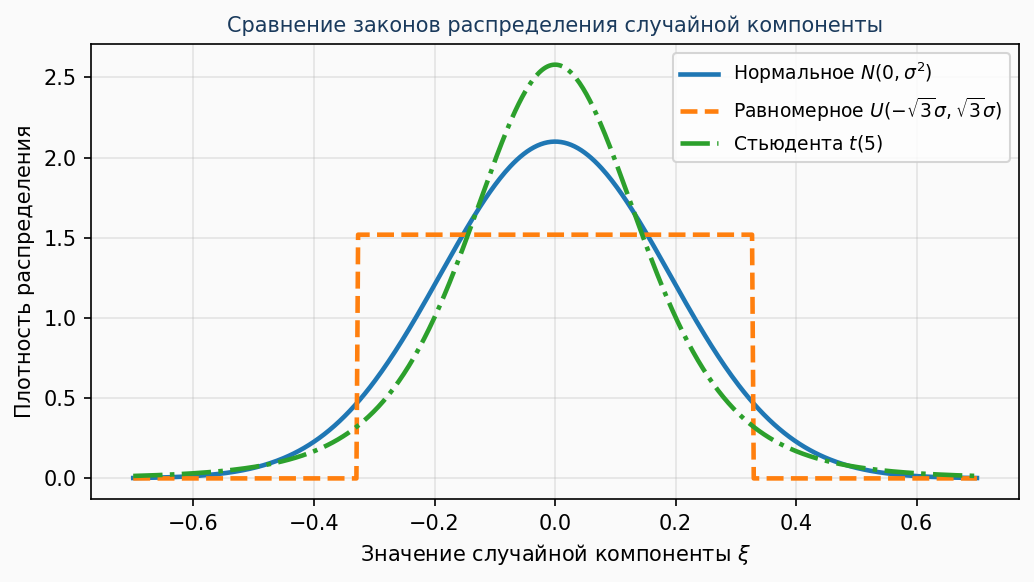 Сравнение законов распределения случайной компоненты
Плотность распределения
2.5
2.0
1.5
1.0
0.5
0.0
Нормальное N(0, σ²)
Равномерное U(−√3σ, √3σ)
Стьюдента t(5)
−0.6 −0.4 −0.2 0.0 0.2 0.4 0.6
Значение случайной компоненты ξ